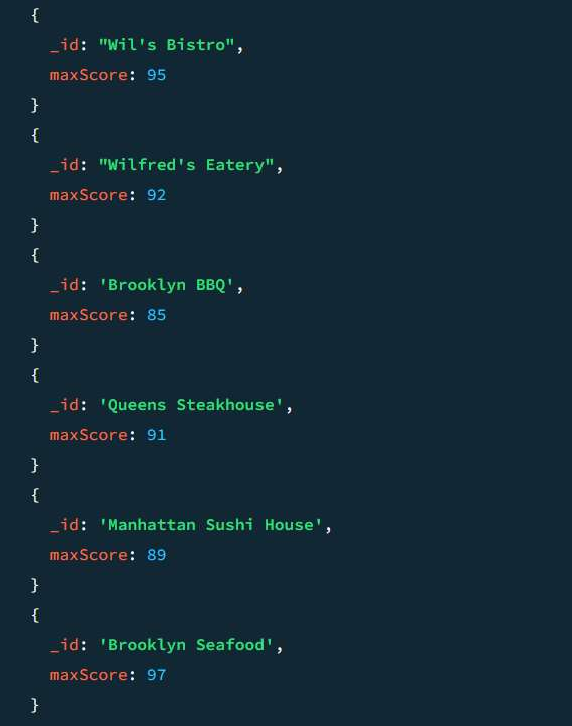 {
_id: "Wil's Bistro",
maxScore: 95
}
{
_id: "Wilfred's Eatery",
maxScore: 92
}
{
_id: 'Brooklyn BBQ',
maxScore: 85
}
{
_id: 'Queens Steakhouse',
maxScore: 91
}
{
_id: 'Manhattan Sushi House',
maxScore: 89
}
{
_id: 'Brooklyn Seafood',
maxScore: 97
}